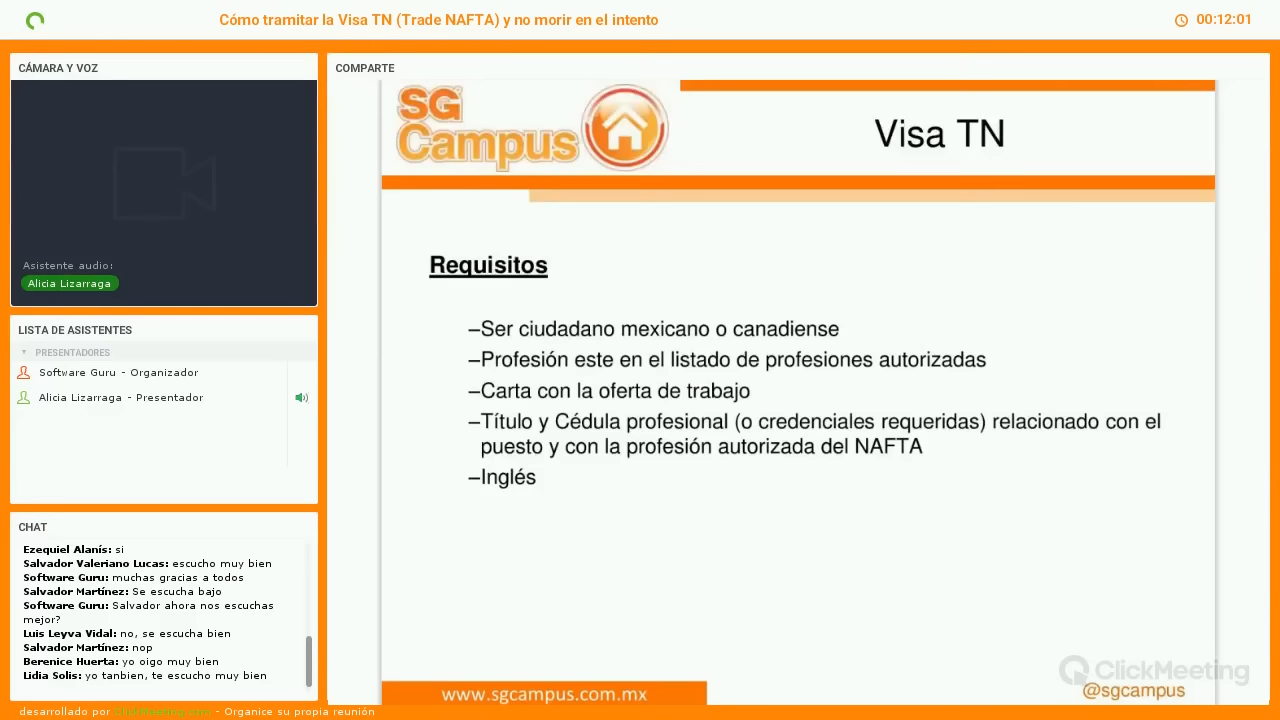 Cómo tramitar la Visa TN (Trade NAFTA) y no morir en el intento
00:12:01
CÁMARA Y VOZ
Asistente audio:
Alicia Lizarraga
LISTA DE ASISTENTES
PRESENTADORES
Software Guru - Organizador
Alicia Lizarraga - Presentador
CHAT
Ezequiel Alanís: si
Salvador Valeriano Lucas: escucho muy bien
Software Guru: muchas gracias a todos
Salvador Martínez: Se escucha bajo
Software Guru: Salvador ahora nos escuchas
mejor?
Luis Leyva Vidal: no, se escucha bien
Salvador Martínez: nop
Berenice Huerta: yo oigo muy bien
Lidia Solis: yo tanbien, te escucho muy bien
desarrollado por ClickMeeting.com - Organice su propia reunión
COMPARTE
SG
Campus
Visa TN
Requisitos
–Ser ciudadano mexicano o canadiense
–Profesión este en el listado de profesiones autorizadas
–Carta con la oferta de trabajo
–Título y Cédula profesional (o credenciales requeridas) relacionado con el
puesto y con la profesión autorizada del NAFTA
–Inglés
www.sgcampus.com.mx
ClickMeeting
@sgcampus